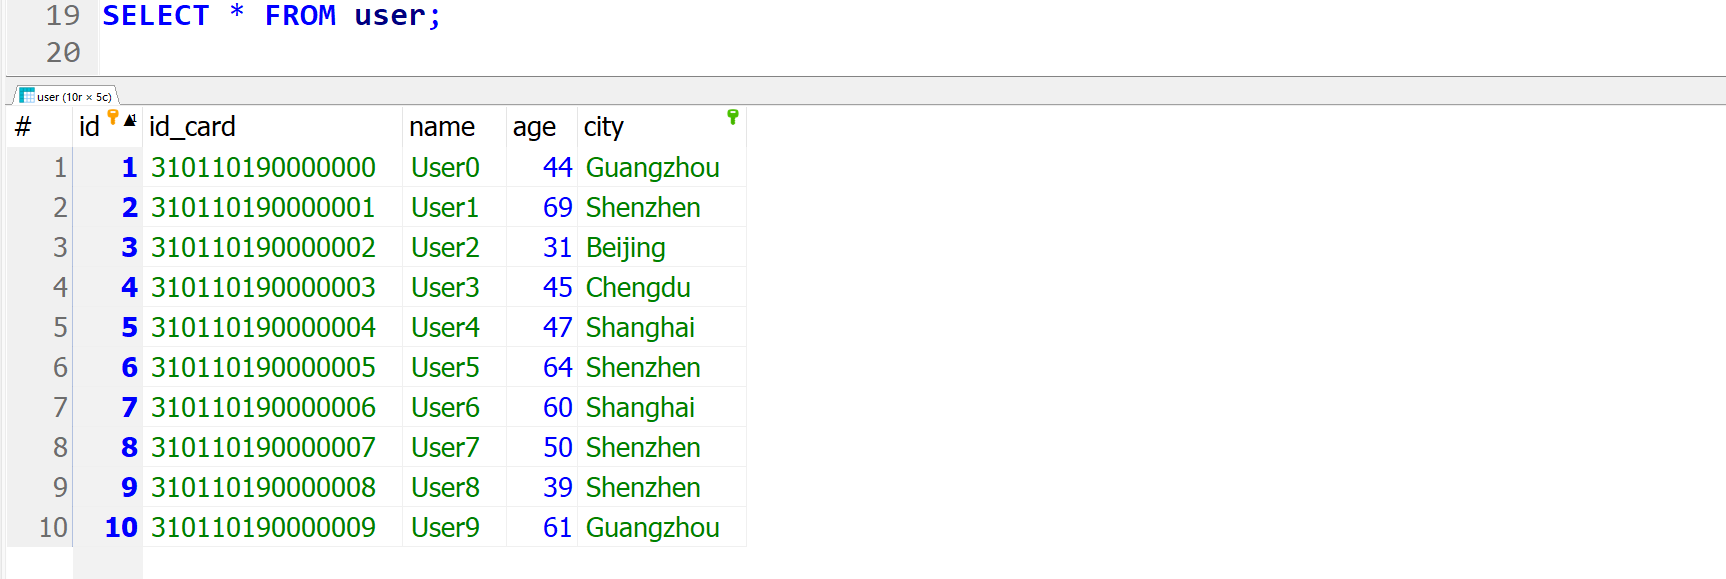 19 SELECT * FROM user;
20
user (10r × 5c)
# id 1 id_card name age city
1 1 310110190000000 User0 44 Guangzhou
2 2 310110190000001 User1 69 Shenzhen
3 3 310110190000002 User2 31 Beijing
4 4 310110190000003 User3 45 Chengdu
5 5 310110190000004 User4 47 Shanghai
6 6 310110190000005 User5 64 Shenzhen
7 7 310110190000006 User6 60 Shanghai
8 8 310110190000007 User7 50 Shenzhen
9 9 310110190000008 User8 39 Shenzhen
10 10 310110190000009 User9 61 Guangzhou